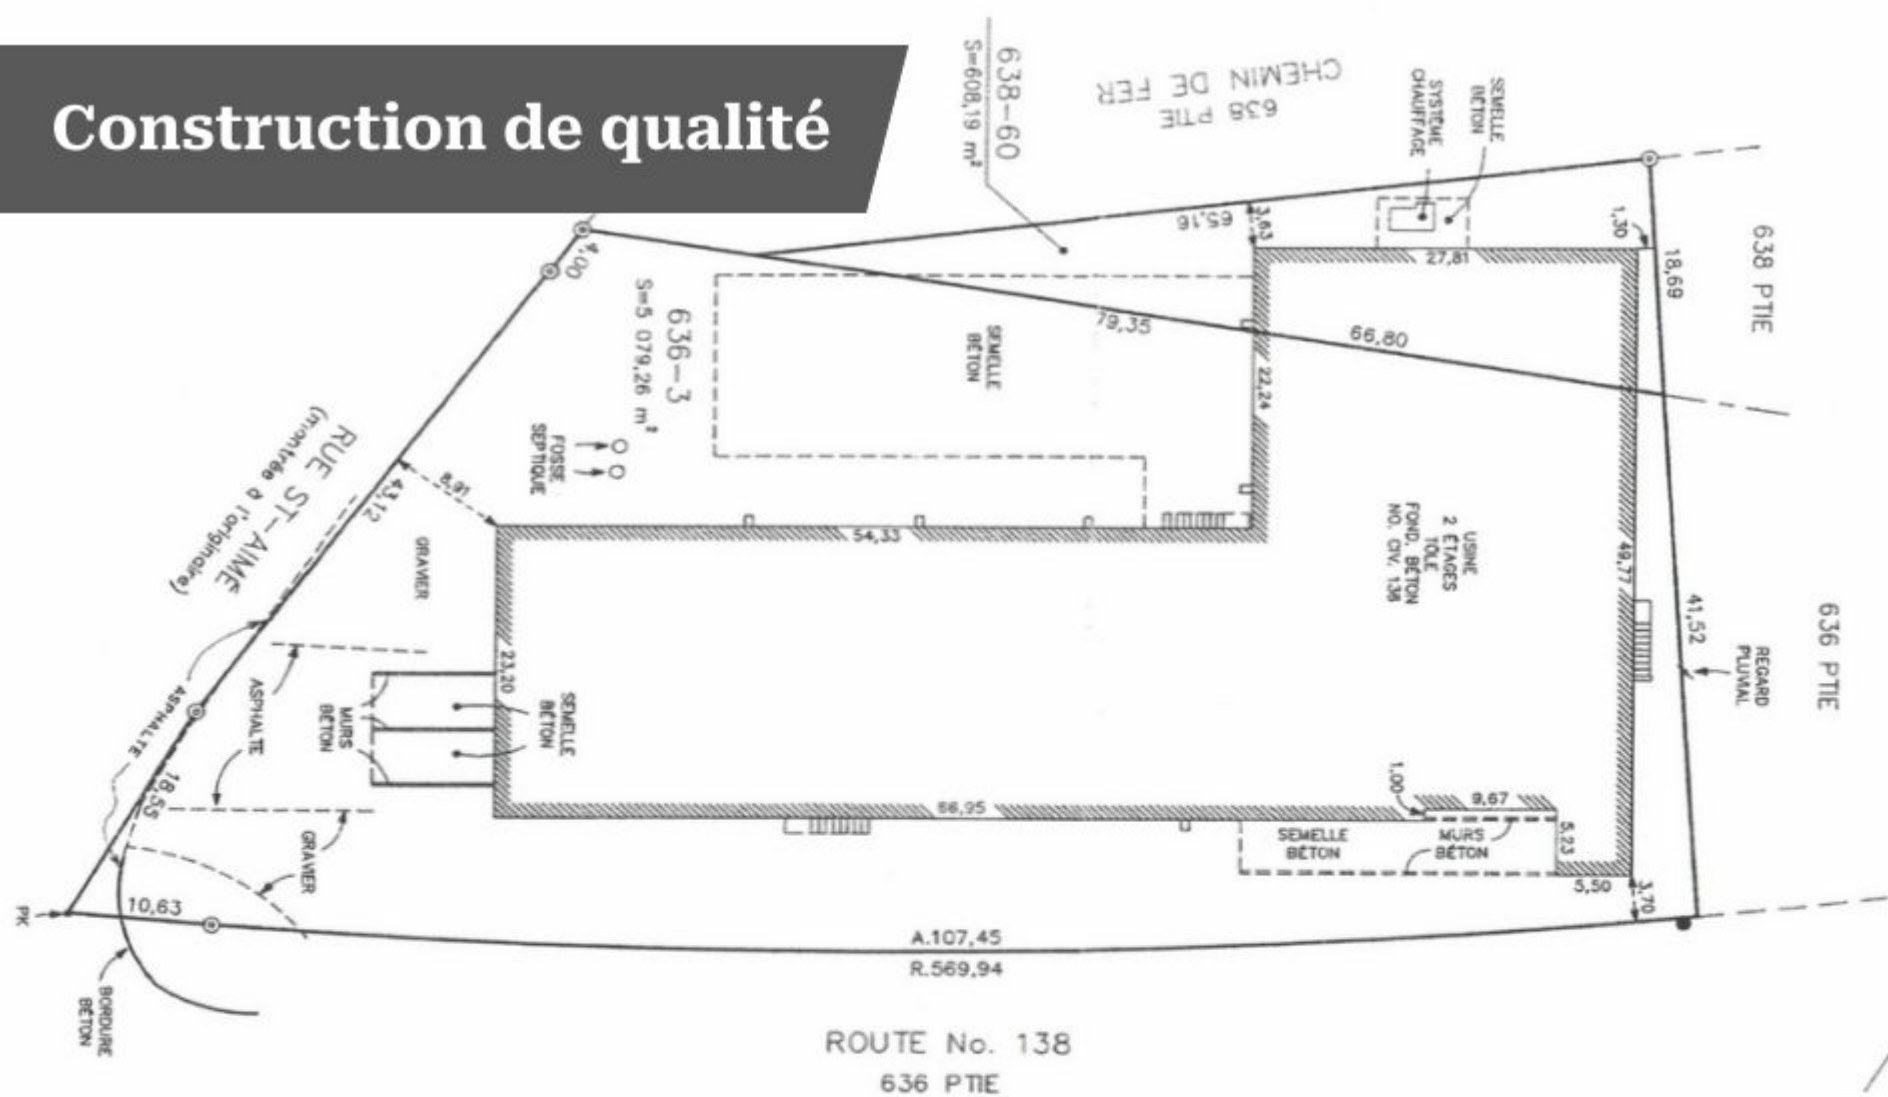 Construction de qualité
638-60
S=608,19 m²
CHEMIN DE FER
638 PTIE
SEMELLE
BÉTON
SYSTÈME
CHAUFFAGE
1,30
18,69
638 PTIE
3,63
65,16
27,81
4,00
636-3
S=5 079,26 m²
79,35
66,80
SEMELLE
BÉTON
22,24
FOSSE
SEPTIQUE
8,91
43,12
RUE ST-AIMÉ
(montrée à l'originaire)
GRAVIER
54,33
USINE
2 ÉTAGES
TÔLE
FOND. BÉTON
NO. CIV. 138
49,77
41,52
REGARD
PLUVIAL
636 PTIE
23,20
SEMELLE
BÉTON
MURS
BÉTON
ASPHALTE
ASPHALTE
18,55
GRAVIER
66,95
1,00
9,67
SEMELLE
BÉTON
MURS
BÉTON
5,23
5,50
3,70
PK
10,63
BORDURE
BÉTON
A.107,45
R.569,94
ROUTE No. 138
636 PTIE